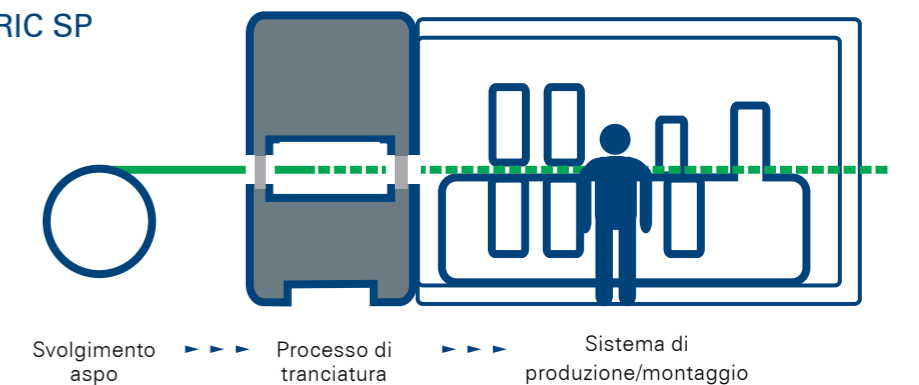 RIC SP
Svolgimento
aspo
Processo di
tranciatura
Sistema di
produzione/montaggio